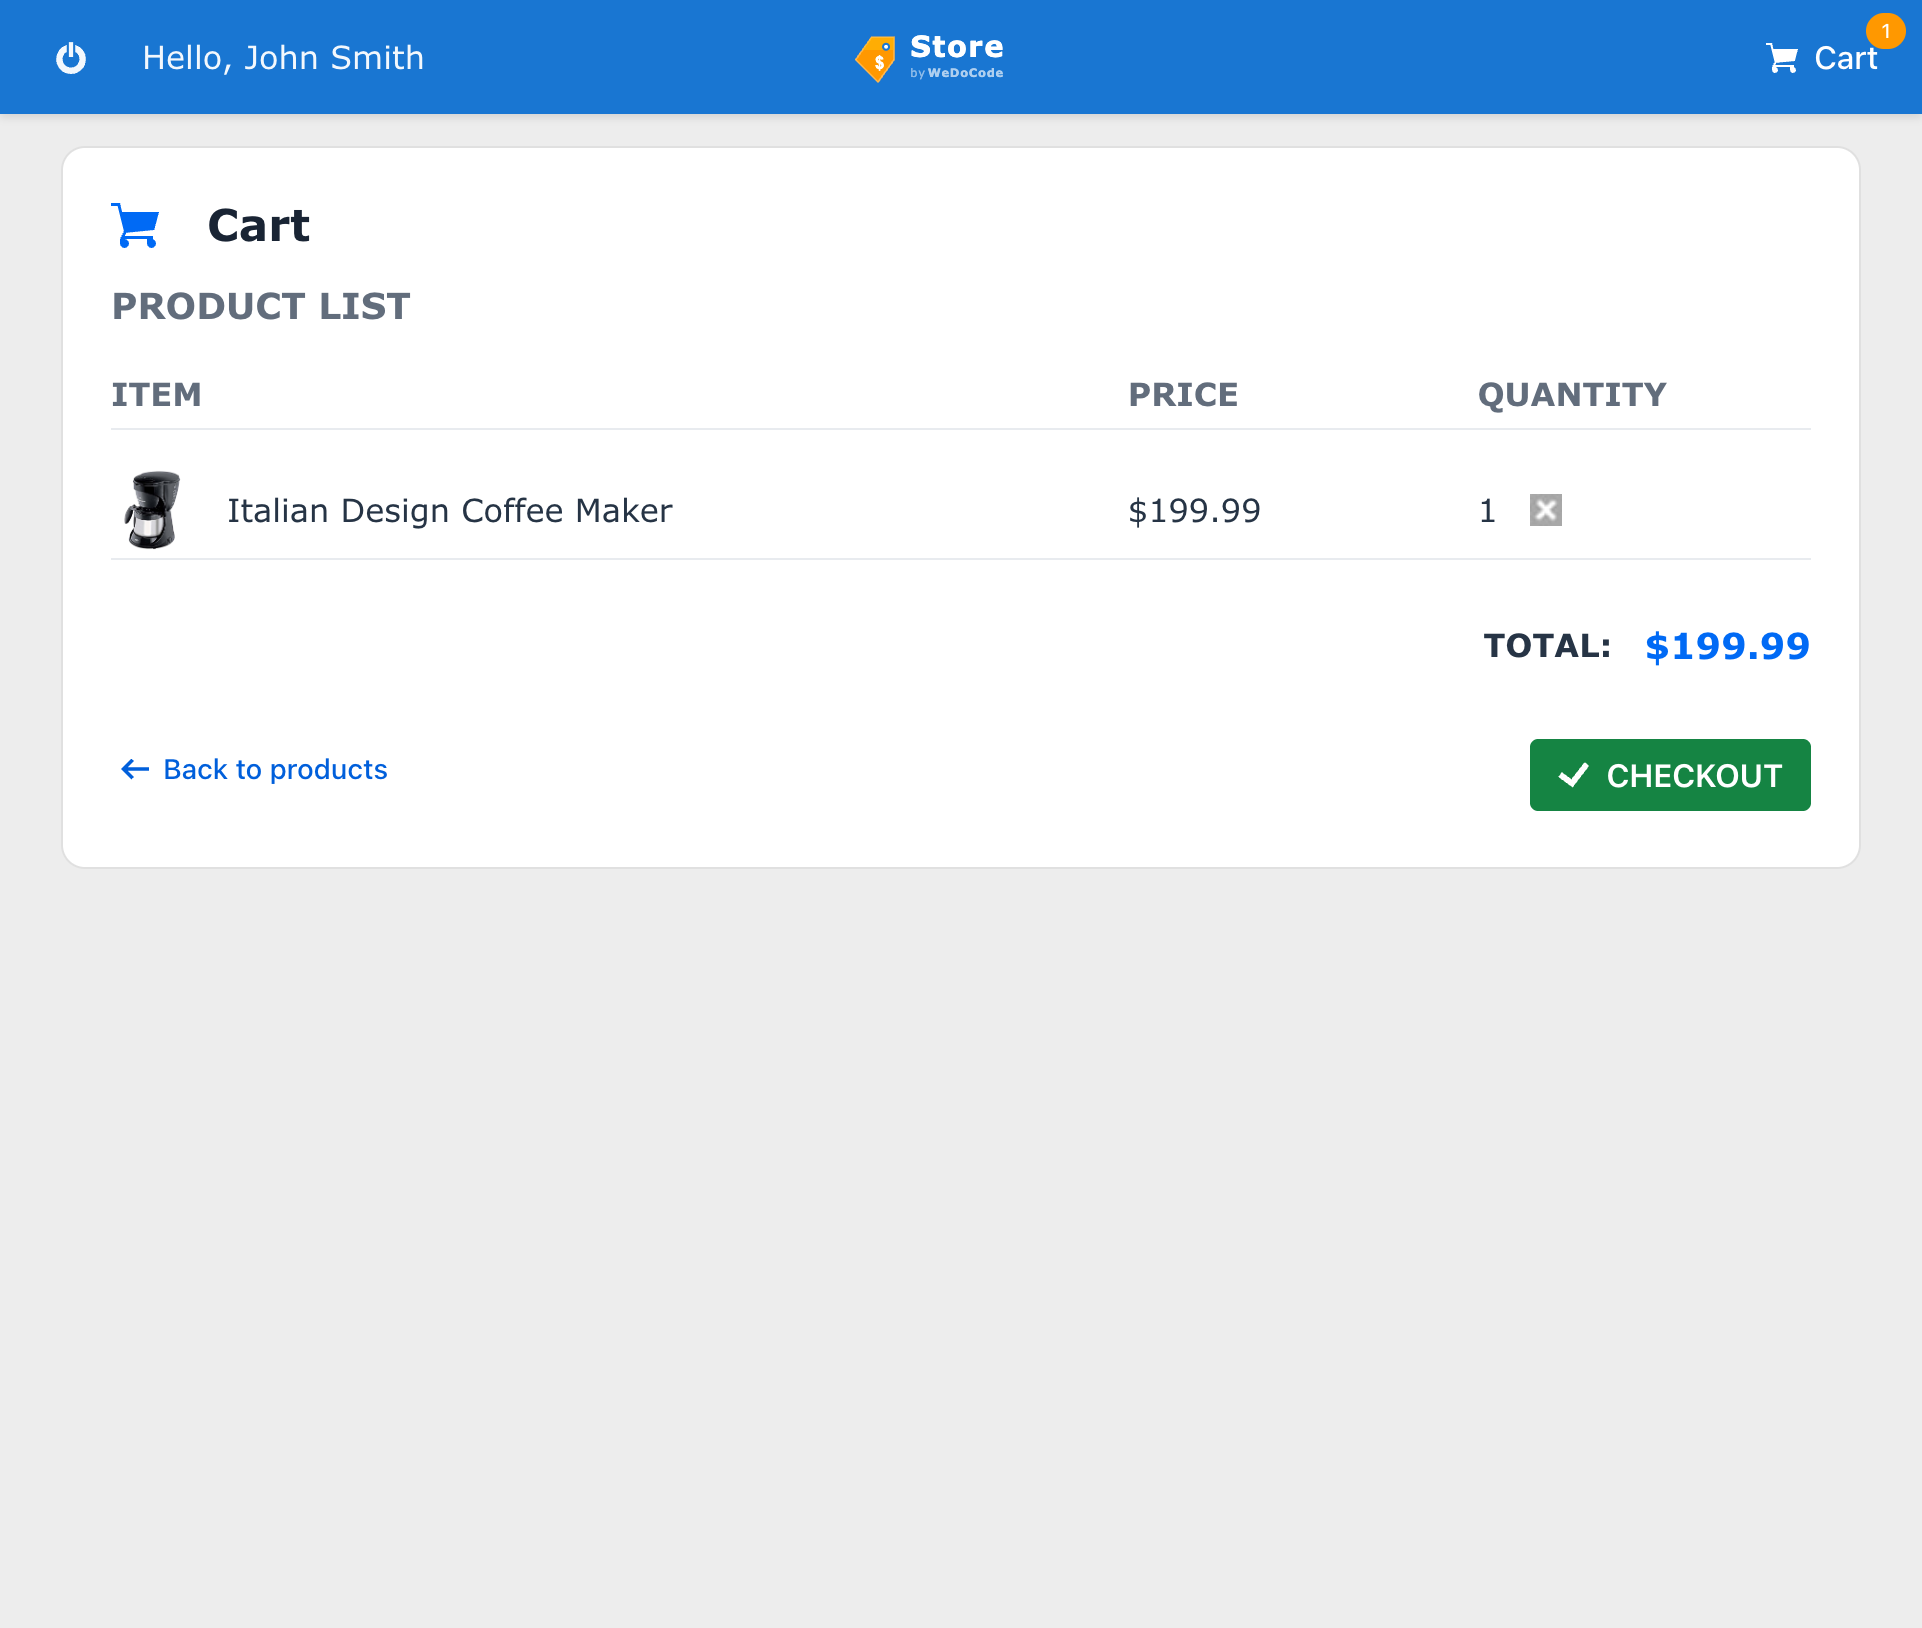 Hello, John Smith
Store
by WeDoCode
Cart
1
Cart
PRODUCT LIST
ITEM PRICE QUANTITY
Italian Design Coffee Maker $199.99 1
TOTAL: $199.99
Back to products
CHECKOUT